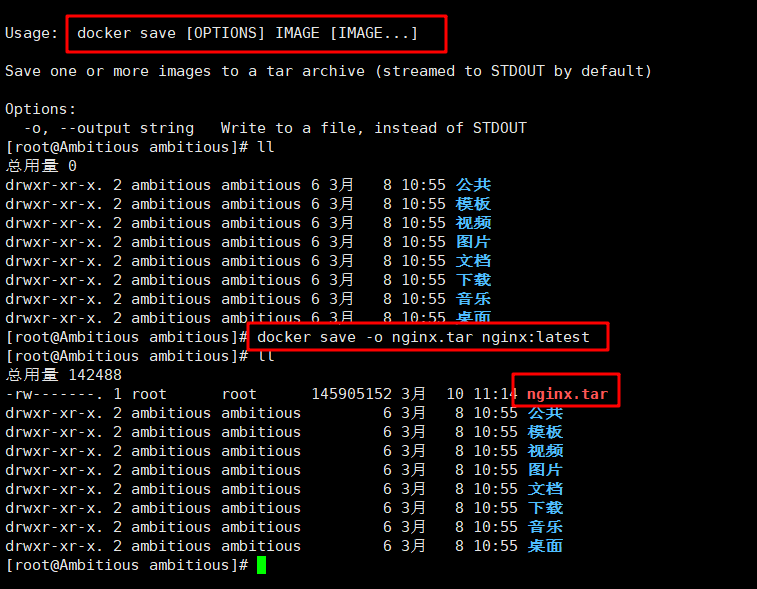 Usage: docker save [OPTIONS] IMAGE [IMAGE...]
Save one or more images to a tar archive (streamed to STDOUT by default)
Options:
-o, --output string Write to a file, instead of STDOUT
[root@Ambitious ambitious]# ll
总用量 0
drwxr-xr-x. 2 ambitious ambitious 6 3月 8 10:55 公共
drwxr-xr-x. 2 ambitious ambitious 6 3月 8 10:55 模板
drwxr-xr-x. 2 ambitious ambitious 6 3月 8 10:55 视频
drwxr-xr-x. 2 ambitious ambitious 6 3月 8 10:55 图片
drwxr-xr-x. 2 ambitious ambitious 6 3月 8 10:55 文档
drwxr-xr-x. 2 ambitious ambitious 6 3月 8 10:55 下载
drwxr-xr-x. 2 ambitious ambitious 6 3月 8 10:55 音乐
drwxr-xr-x. 2 ambitious ambitious 6 3月 8 10:55 桌面
[root@Ambitious ambitious]# docker save -o nginx.tar nginx:latest
[root@Ambitious ambitious]# ll
总用量 142488
-rw-------. 1 root root 145905152 3月 10 11:14 nginx.tar
drwxr-xr-x. 2 ambitious ambitious 6 3月 8 10:55 公共
drwxr-xr-x. 2 ambitious ambitious 6 3月 8 10:55 模板
drwxr-xr-x. 2 ambitious ambitious 6 3月 8 10:55 视频
drwxr-xr-x. 2 ambitious ambitious 6 3月 8 10:55 图片
drwxr-xr-x. 2 ambitious ambitious 6 3月 8 10:55 文档
drwxr-xr-x. 2 ambitious ambitious 6 3月 8 10:55 下载
drwxr-xr-x. 2 ambitious ambitious 6 3月 8 10:55 音乐
drwxr-xr-x. 2 ambitious ambitious 6 3月 8 10:55 桌面
[root@Ambitious ambitious]#